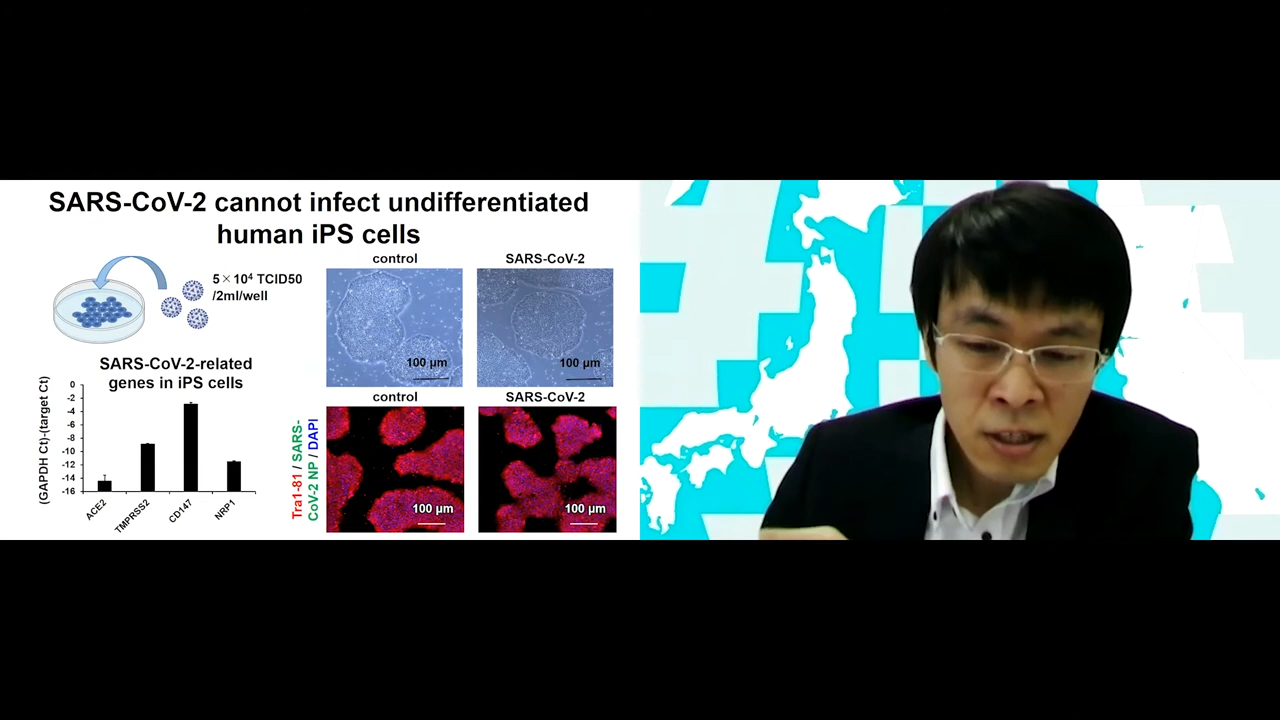 SARS-CoV-2 cannot infect undifferentiated
human iPS cells
5×10⁴ TCID50
/2ml/well
control
SARS-CoV-2
100 μm
100 μm
SARS-CoV-2-related
genes in iPS cells
(GAPDH Ct)-(target Ct)
0
-2
-4
-6
-8
-10
-12
-14
-16
ACE2
TMPRSS2
CD147
NRP1
control
SARS-CoV-2
Tra1-81 / SARS-
CoV-2 NP / DAPI
100 μm
100 μm